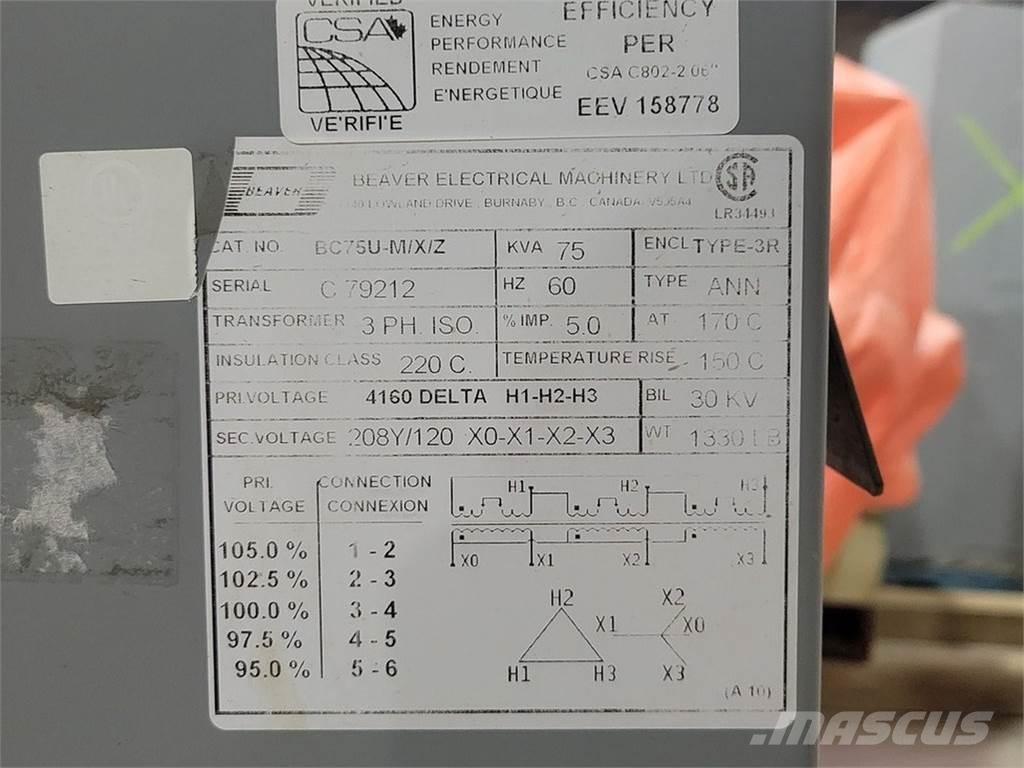 VERIFIED
CSA
VE'RIFI'E
ENERGY
PERFORMANCE
RENDEMENT
E'NERGETIQUE
EFFICIENCY
PER
CSA C802-2.06"
EEV 158778
BEAVER
BEAVER ELECTRICAL MACHINERY LTD
LOWLAND DRIVE, BURNABY, B.C., CANADA,
SA
LR34493
CAT. NO. BC75U-M/X/Z KVA 75 ENCL TYPE-3R
SERIAL C 79212 HZ 60 TYPE ANN
TRANSFORMER 3 PH. ISO. % IMP. 5.0 AT 170 C
INSULATION CLASS 220 C. TEMPERATURE RISE 150 C
PRI.VOLTAGE 4160 DELTA H1-H2-H3 BIL 30 KV
SEC.VOLTAGE 208Y/120 X0-X1-X2-X3 WT 1330 LB
PRI. CONNECTION
VOLTAGE CONNEXION
105.0 % 1 - 2
102.5 % 2 - 3
100.0 % 3 - 4
97.5 % 4 - 5
95.0 % 5 - 6
H1 H2 H3
X0 X1 X2 X3
H2 X2
X1 X0
H1 H3 X3
(A 10)
MASCUS